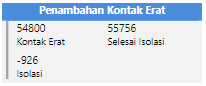 Penambahan Kontak Erat
54800 55756
Kontak Erat Selesai Isolasi
-926
Isolasi